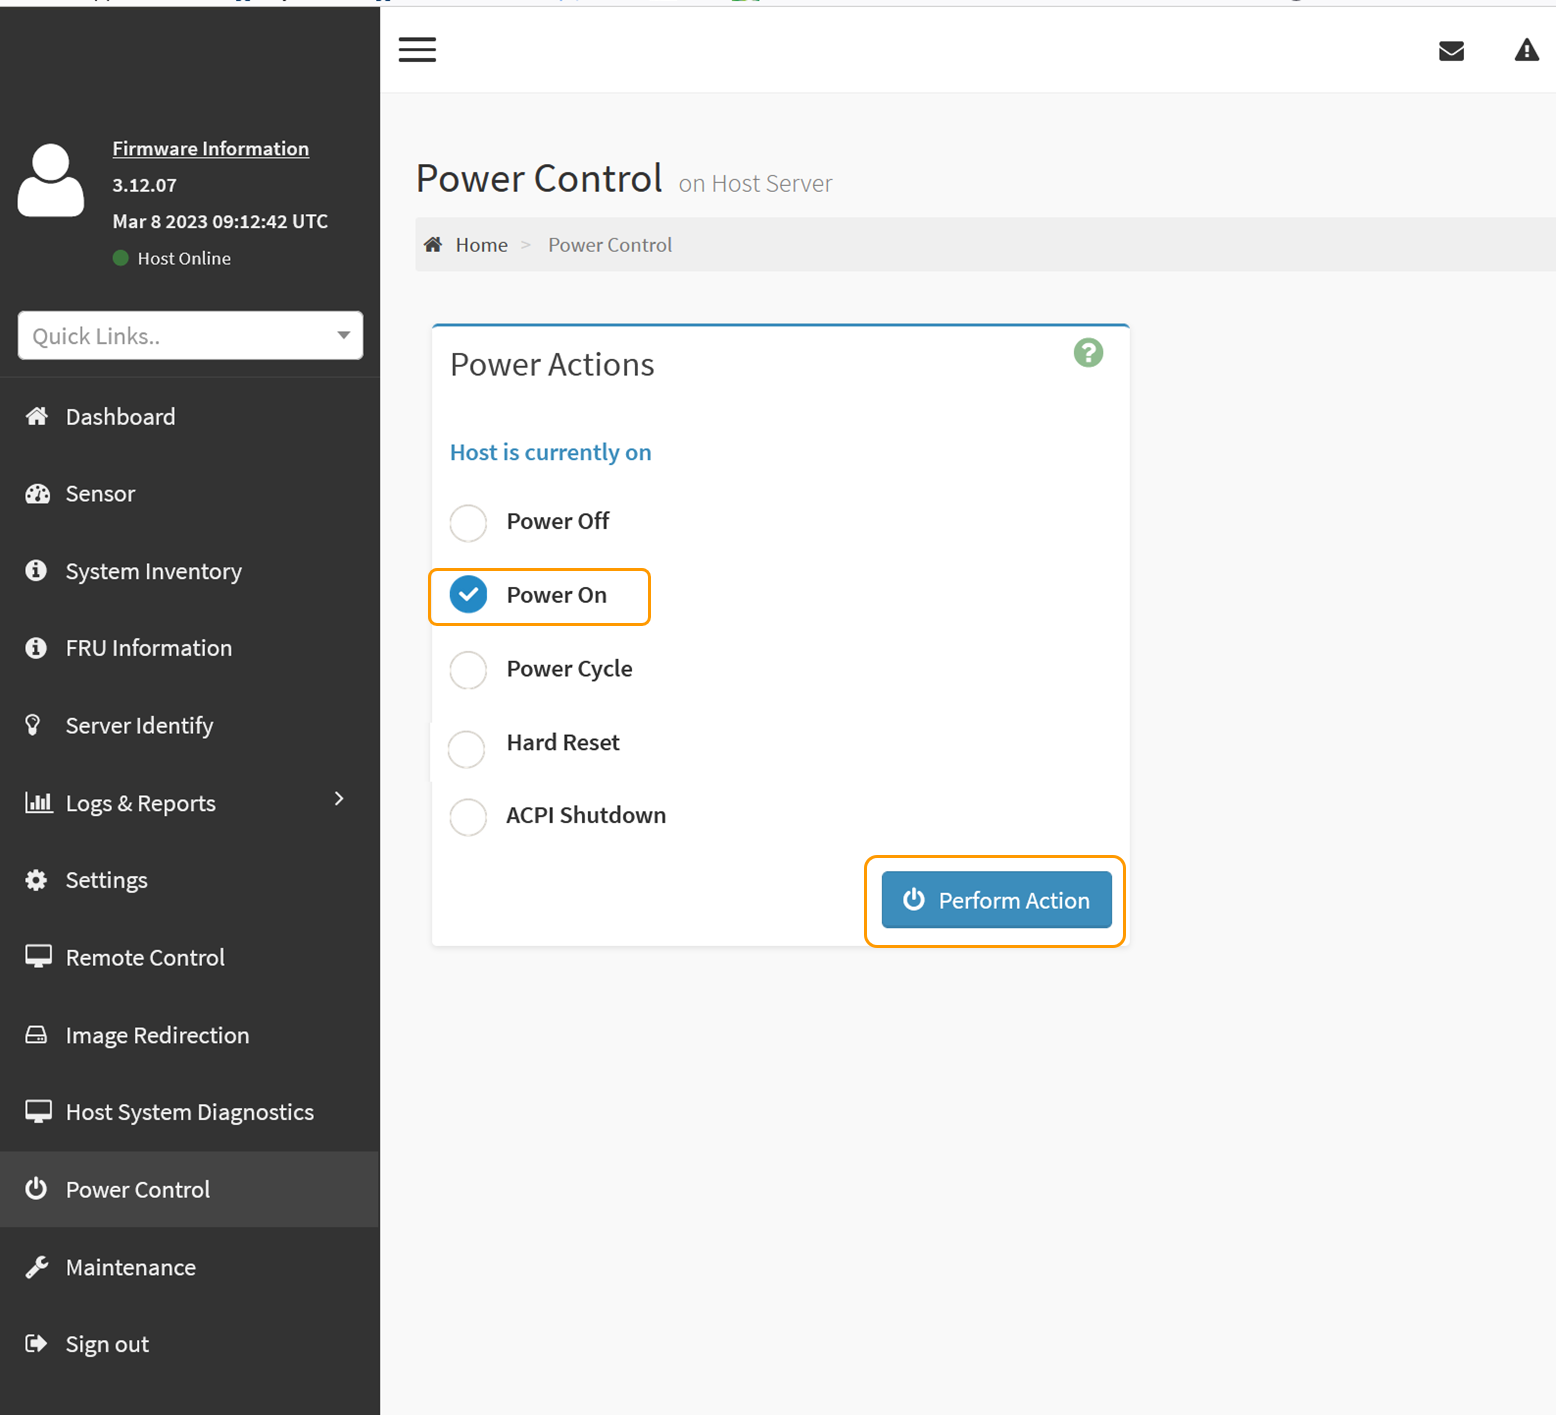 Firmware Information
3.12.07
Mar 8 2023 09:12:42 UTC
Host Online
Quick Links..
Dashboard
Sensor
System Inventory
FRU Information
Server Identify
Logs & Reports
Settings
Remote Control
Image Redirection
Host System Diagnostics
Power Control
Maintenance
Sign out
Power Control on Host Server
Home > Power Control
Power Actions
Host is currently on
Power Off
Power On
Power Cycle
Hard Reset
ACPI Shutdown
Perform Action